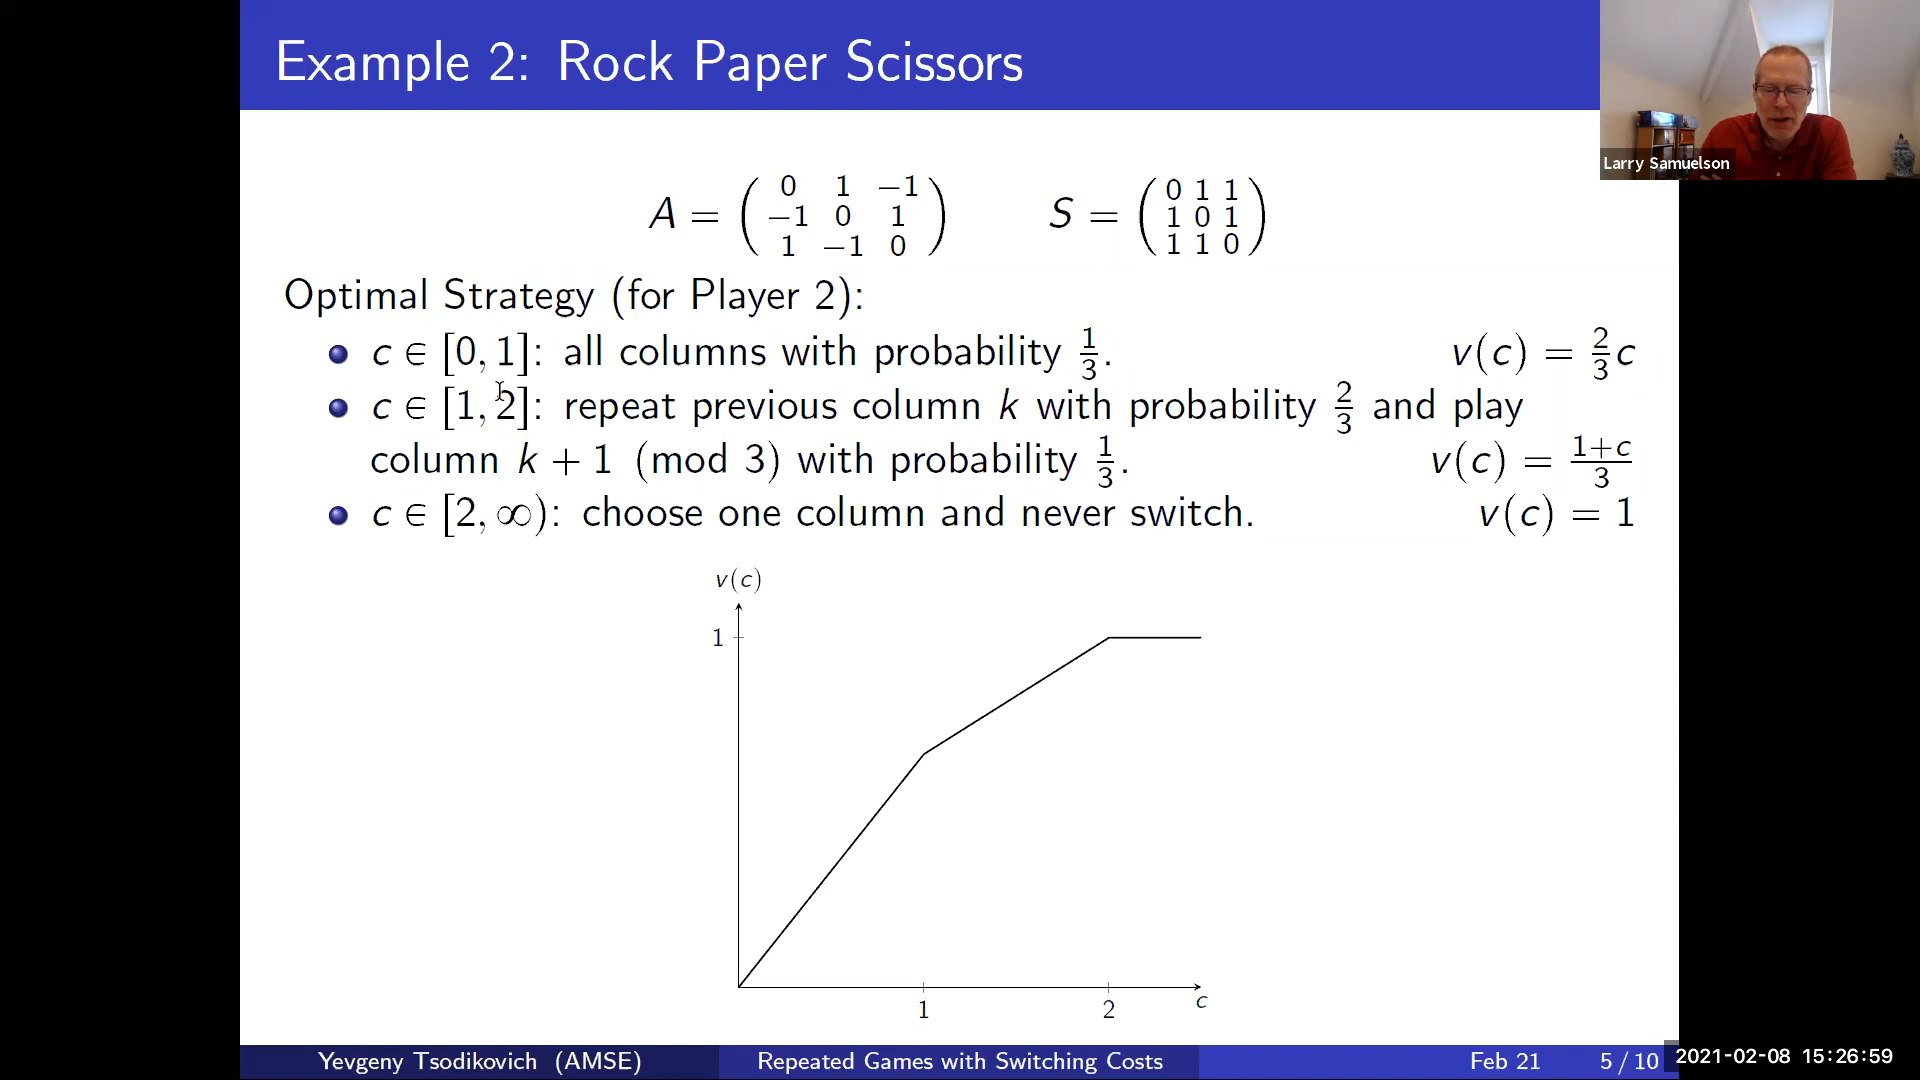 Example 2: Rock Paper Scissors
Larry Samuelson
A = ( 0 1 −1 ; −1 0 1 ; 1 −1 0 )   S = ( 0 1 1 ; 1 0 1 ; 1 1 0 )
Optimal Strategy (for Player 2):
c ∈ [0, 1]: all columns with probability 1/3.   v(c) = 2/3 c
c ∈ [1, 2]: repeat previous column k with probability 2/3 and play
column k + 1 (mod 3) with probability 1/3.   v(c) = (1+c)/3
c ∈ [2, ∞): choose one column and never switch.   v(c) = 1
v(c)
1
1 2 c
Yevgeny Tsodikovich (AMSE) Repeated Games with Switching Costs Feb 21 5 / 10
2021-02-08 15:26:59